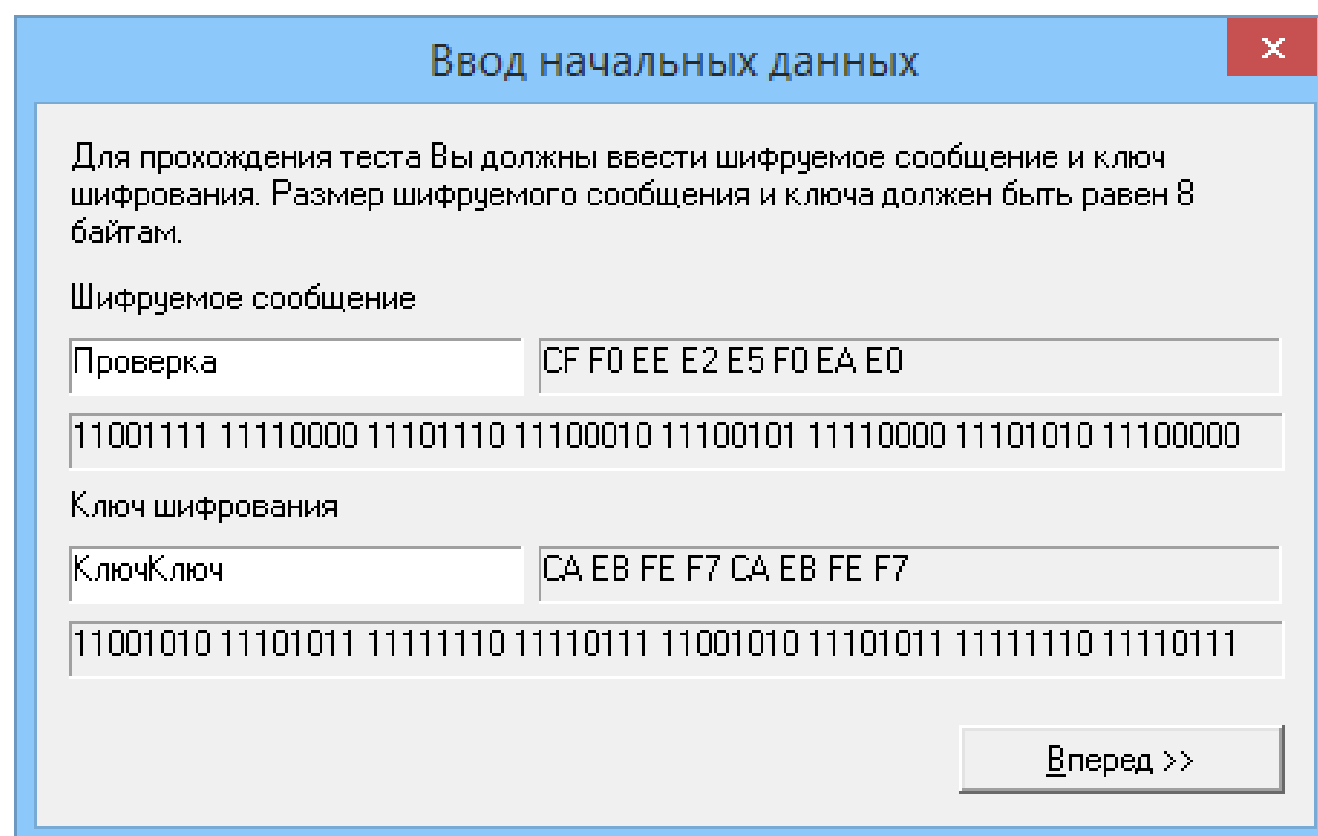 Ввод начальных данных
Для прохождения теста Вы должны ввести шифруемое сообщение и ключ
шифрования. Размер шифруемого сообщения и ключа должен быть равен 8
байтам.
Шифруемое сообщение
Проверка CF F0 EE E2 E5 F0 EA E0
11001111 11110000 11101110 11100010 11100101 11110000 11101010 11100000
Ключ шифрования
КлючКлюч CA EB FE F7 CA EB FE F7
11001010 11101011 11111110 11110111 11001010 11101011 11111110 11110111
Вперед >>